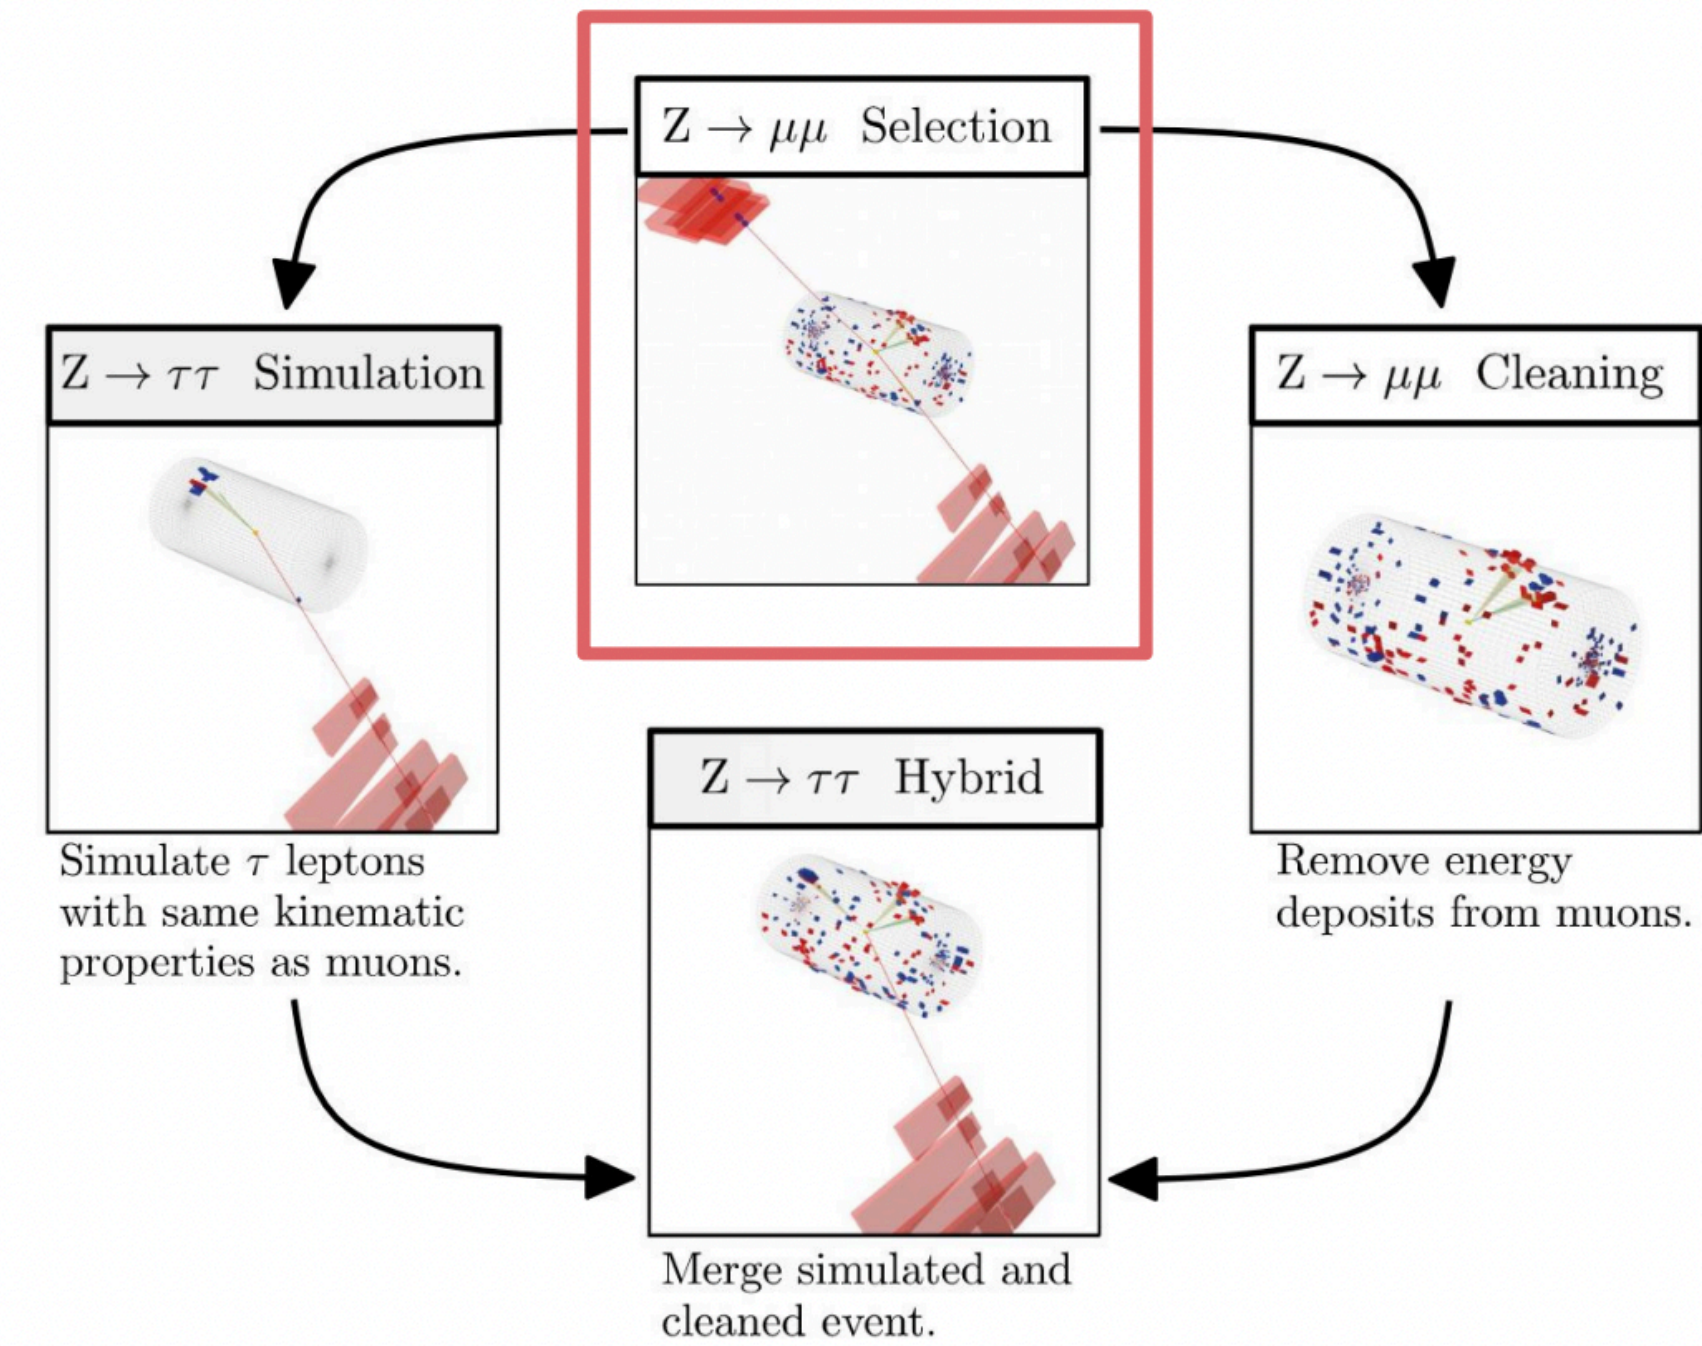 Z → μμ Selection
Z → ττ Simulation
Z → μμ Cleaning
Simulate τ leptons
with same kinematic
properties as muons.
Remove energy
deposits from muons.
Z → ττ Hybrid
Merge simulated and
cleaned event.